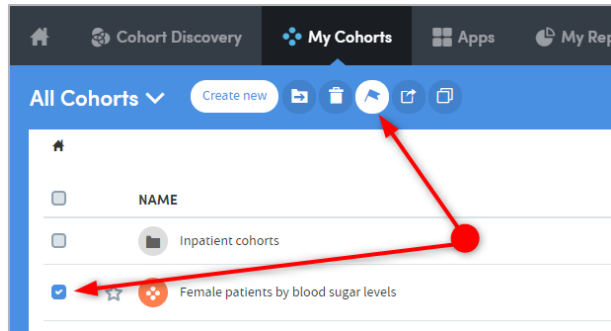 Cohort Discovery My Cohorts Apps My Rep
All Cohorts Create new
NAME
Inpatient cohorts
Female patients by blood sugar levels